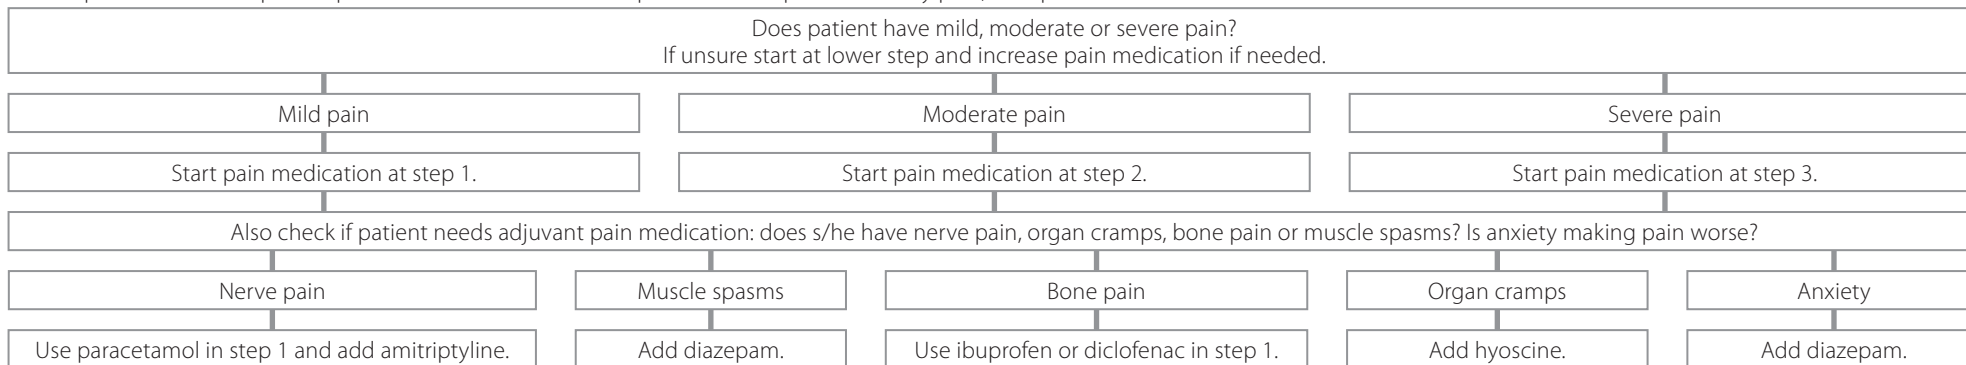 Does patient have mild, moderate or severe pain?
If unsure start at lower step and increase pain medication if needed.
Mild pain
Moderate pain
Severe pain
Start pain medication at step 1.
Start pain medication at step 2.
Start pain medication at step 3.
Also check if patient needs adjuvant pain medication: does s/he have nerve pain, organ cramps, bone pain or muscle spasms? Is anxiety making pain worse?
Nerve pain
Muscle spasms
Bone pain
Organ cramps
Anxiety
Use paracetamol in step 1 and add amitriptyline.
Add diazepam.
Use ibuprofen or diclofenac in step 1.
Add hyoscine.
Add diazepam.